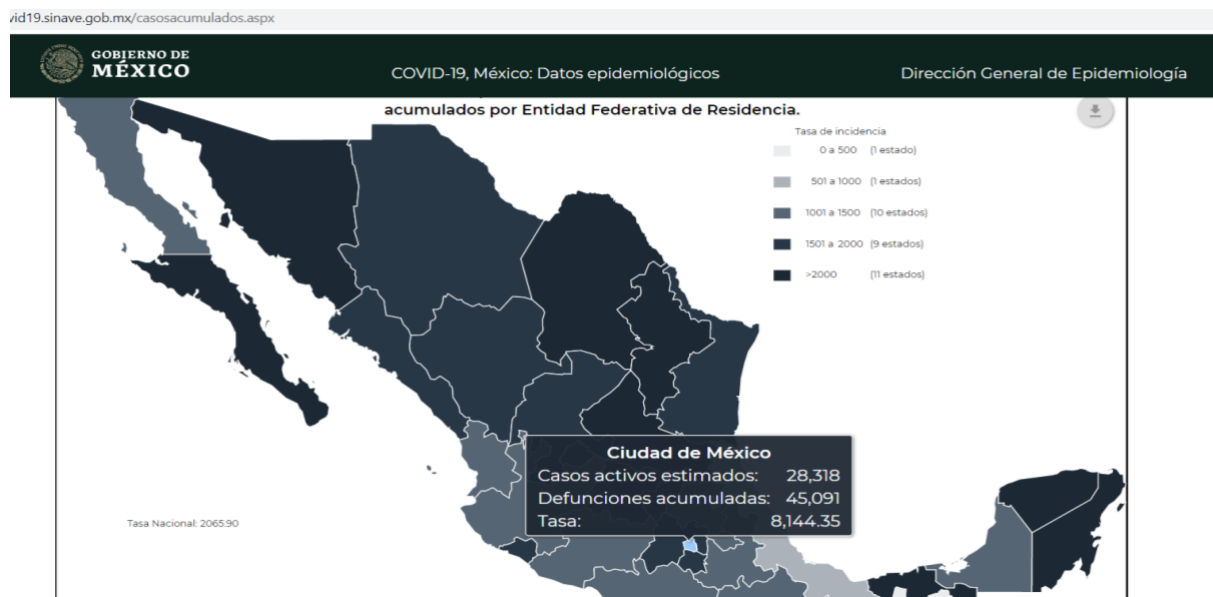 vid19.sinave.gob.mx/casosacumulados.aspx
GOBIERNO DE
MÉXICO
COVID-19, México: Datos epidemiológicos
Dirección General de Epidemiología
acumulados por Entidad Federativa de Residencia.
Tasa de incidencia
0 a 500 (1 estado)
501 a 1000 (1 estados)
1001 a 1500 (10 estados)
1501 a 2000 (9 estados)
>2000 (11 estados)
Ciudad de México
Casos activos estimados: 28,318
Defunciones acumuladas: 45,091
Tasa: 8,144.35
Tasa Nacional: 2065.90